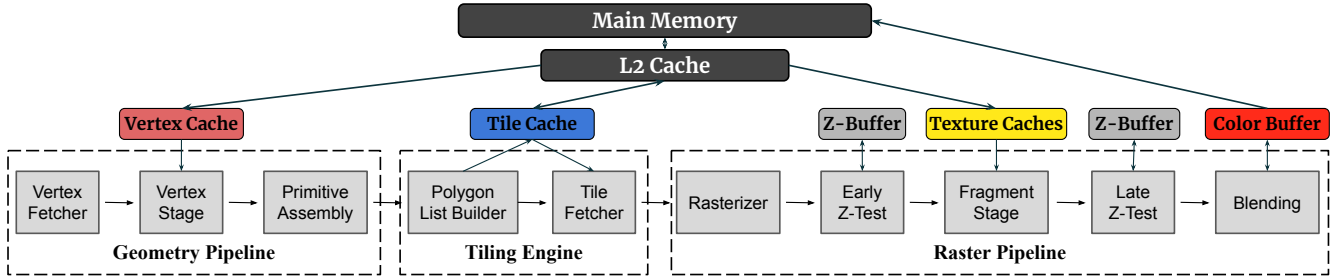 Main Memory
L2 Cache
Vertex Cache
Tile Cache
Z-Buffer
Texture Caches
Z-Buffer
Color Buffer
Vertex
Fetcher
Vertex
Stage
Primitive
Assembly
Polygon
List Builder
Tile
Fetcher
Rasterizer
Early
Z-Test
Fragment
Stage
Late
Z-Test
Blending
Geometry Pipeline
Tiling Engine
Raster Pipeline